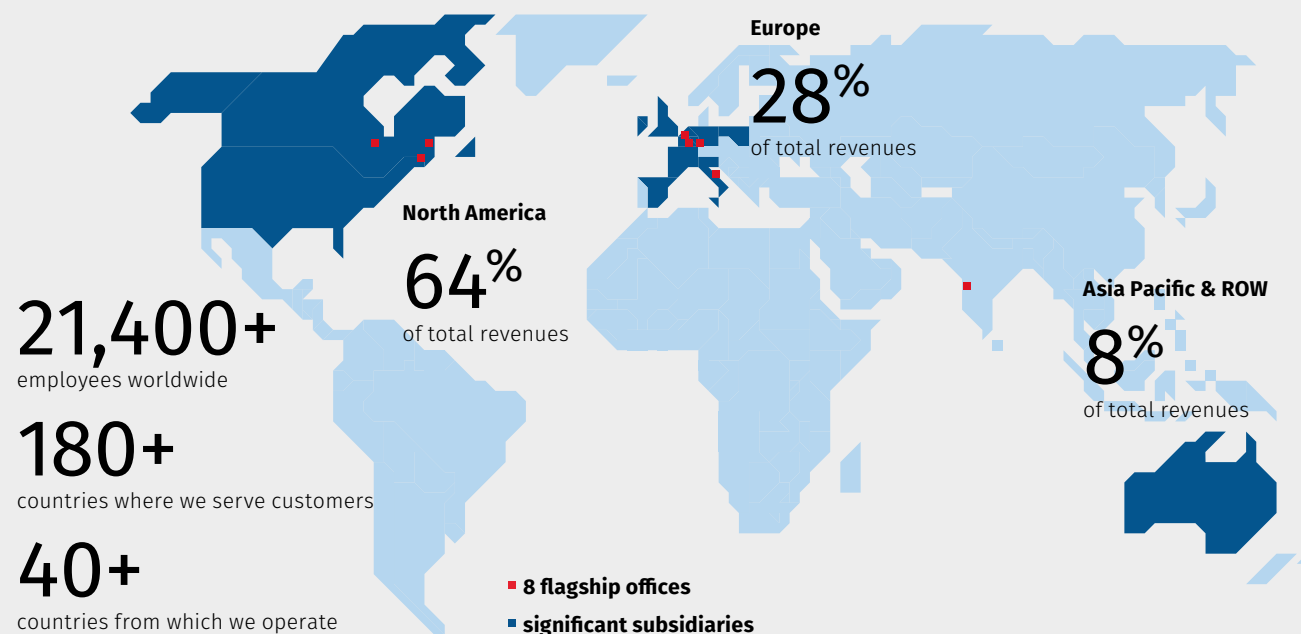 Europe
28%
of total revenues
North America
64%
of total revenues
Asia Pacific & ROW
8%
of total revenues
21,400+
employees worldwide
180+
countries where we serve customers
40+
countries from which we operate
8 flagship offices
significant subsidiaries